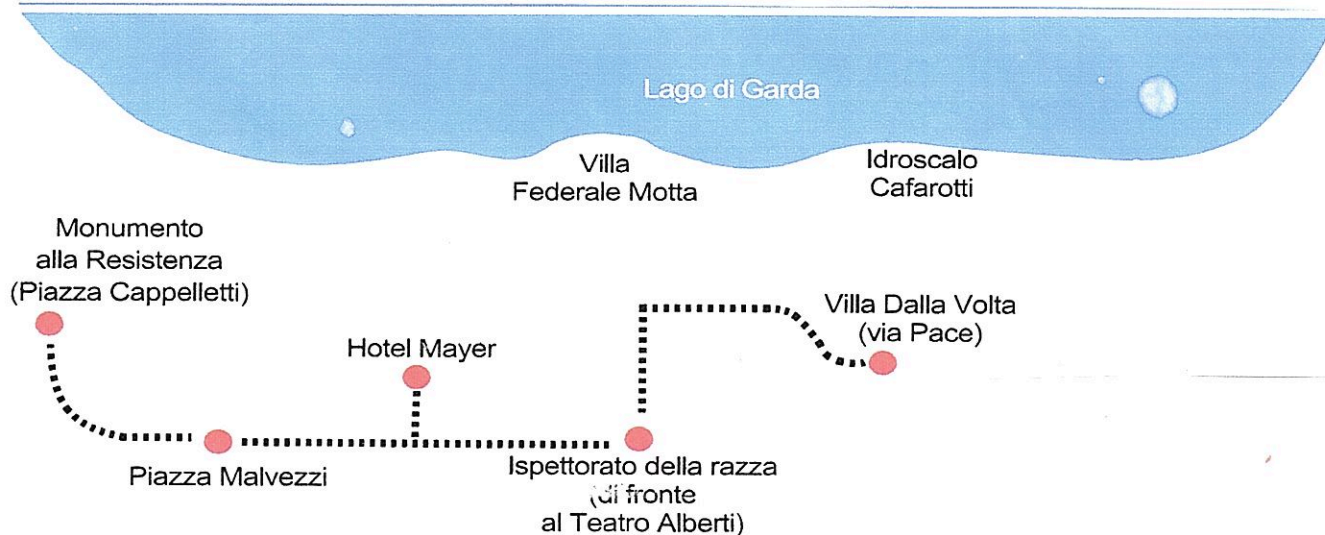 Lago di Garda
Villa
Federale Motta
Idroscalo
Cafarotti
Monumento
alla Resistenza
(Piazza Cappelletti)
Hotel Mayer
Villa Dalla Volta
(via Pace)
Piazza Malvezzi
Ispettorato della razza
(di fronte
al Teatro Alberti)